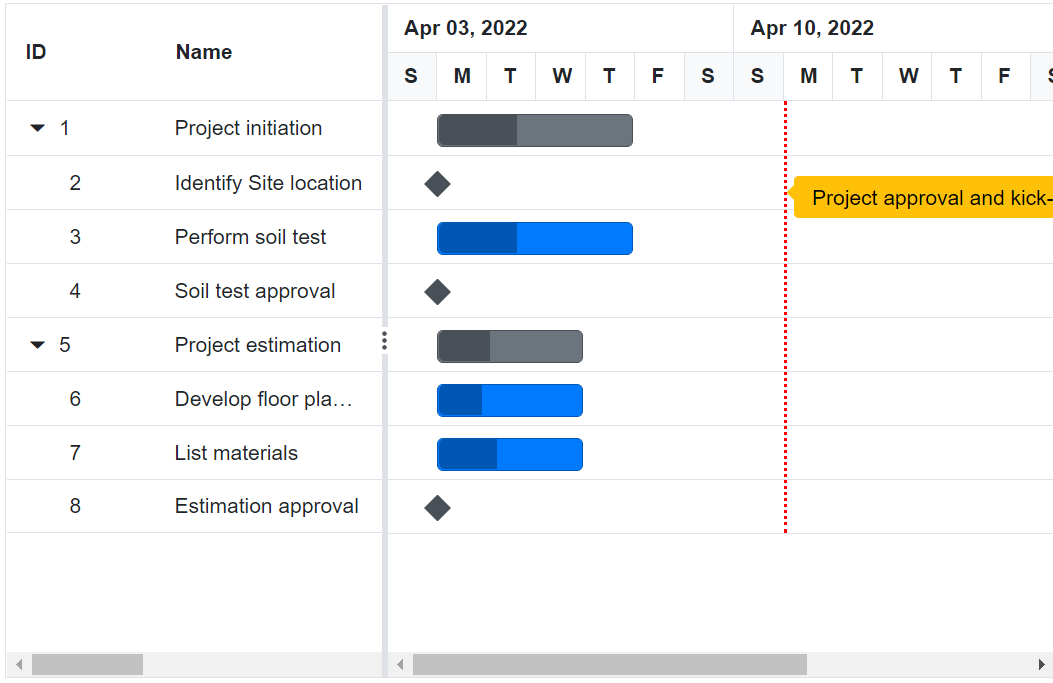 ID Name Apr 03, 2022 Apr 10, 2022
S M T W T F S S M T W T F S
1 Project initiation
2 Identify Site location
Project approval and kick-
3 Perform soil test
4 Soil test approval
5 Project estimation
6 Develop floor pla…
7 List materials
8 Estimation approval